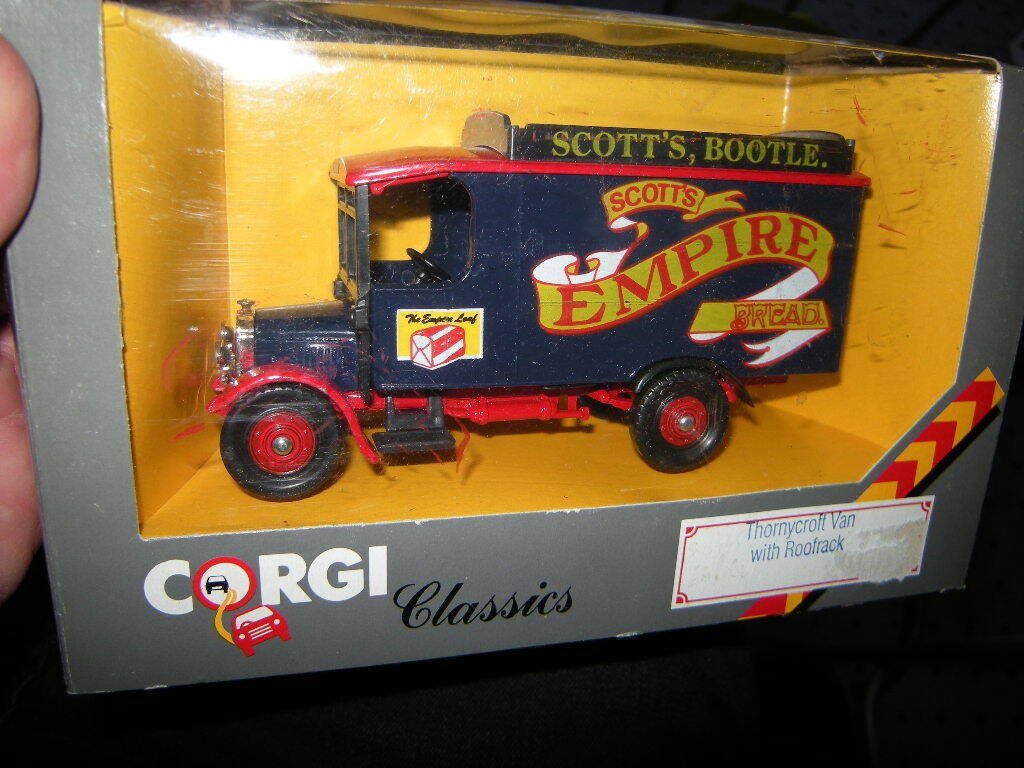 SCOTT'S, BOOTLE.
SCOTT'S
EMPIRE
BREAD.
The Empire Loaf
CORGI
Classics
Thornycroft Van
with Roofrack